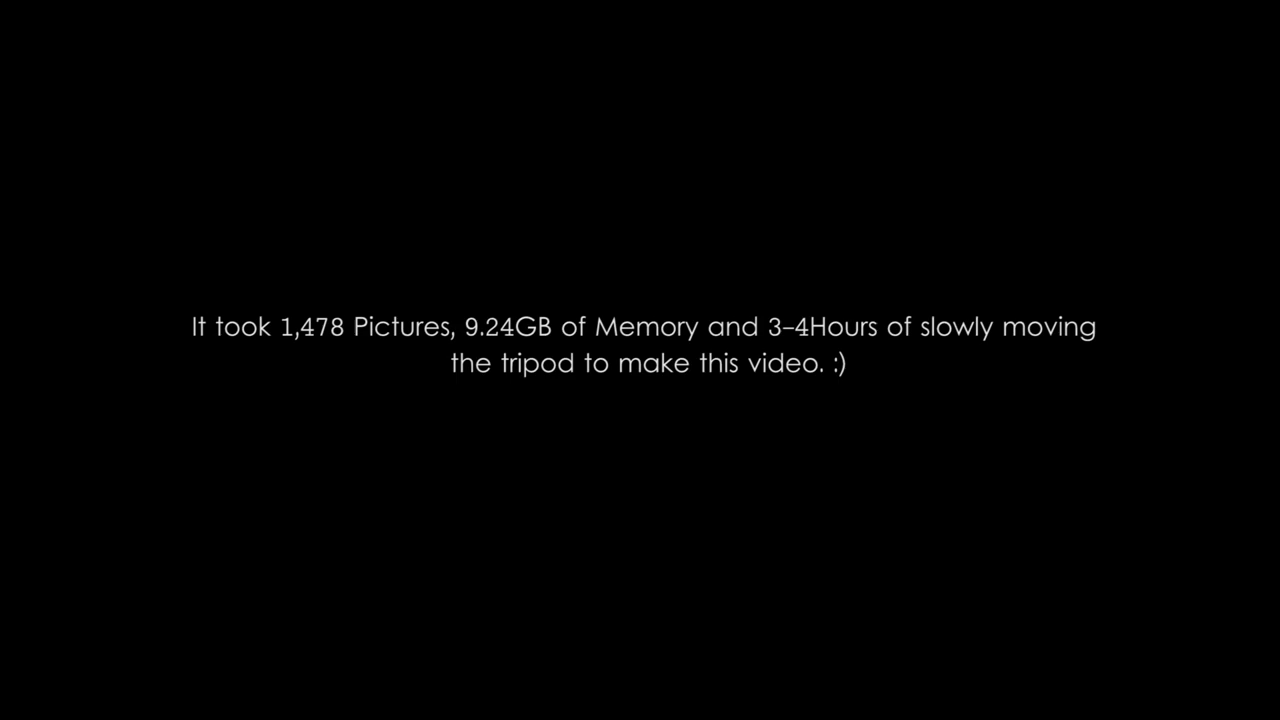 It took 1,478 Pictures, 9.24GB of Memory and 3-4Hours of slowly moving
the tripod to make this video. :)